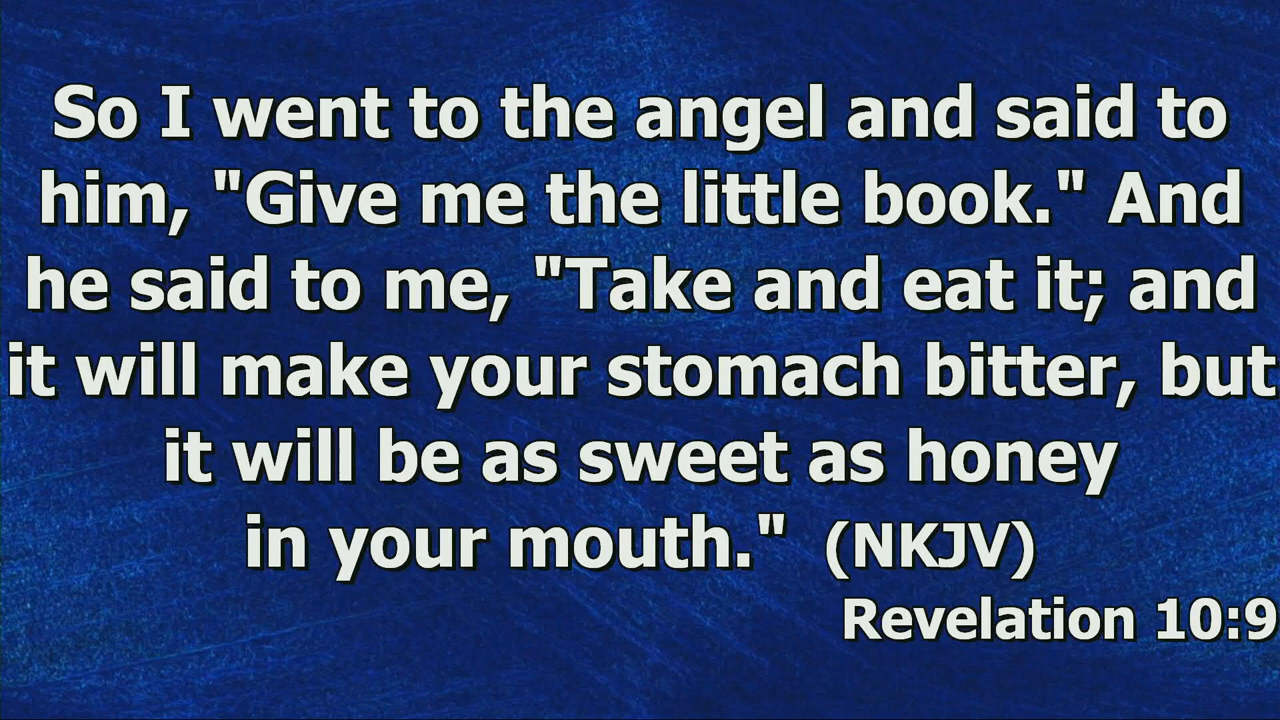 So I went to the angel and said to
him, "Give me the little book." And
he said to me, "Take and eat it; and
it will make your stomach bitter, but
it will be as sweet as honey
in your mouth." (NKJV)
Revelation 10:9